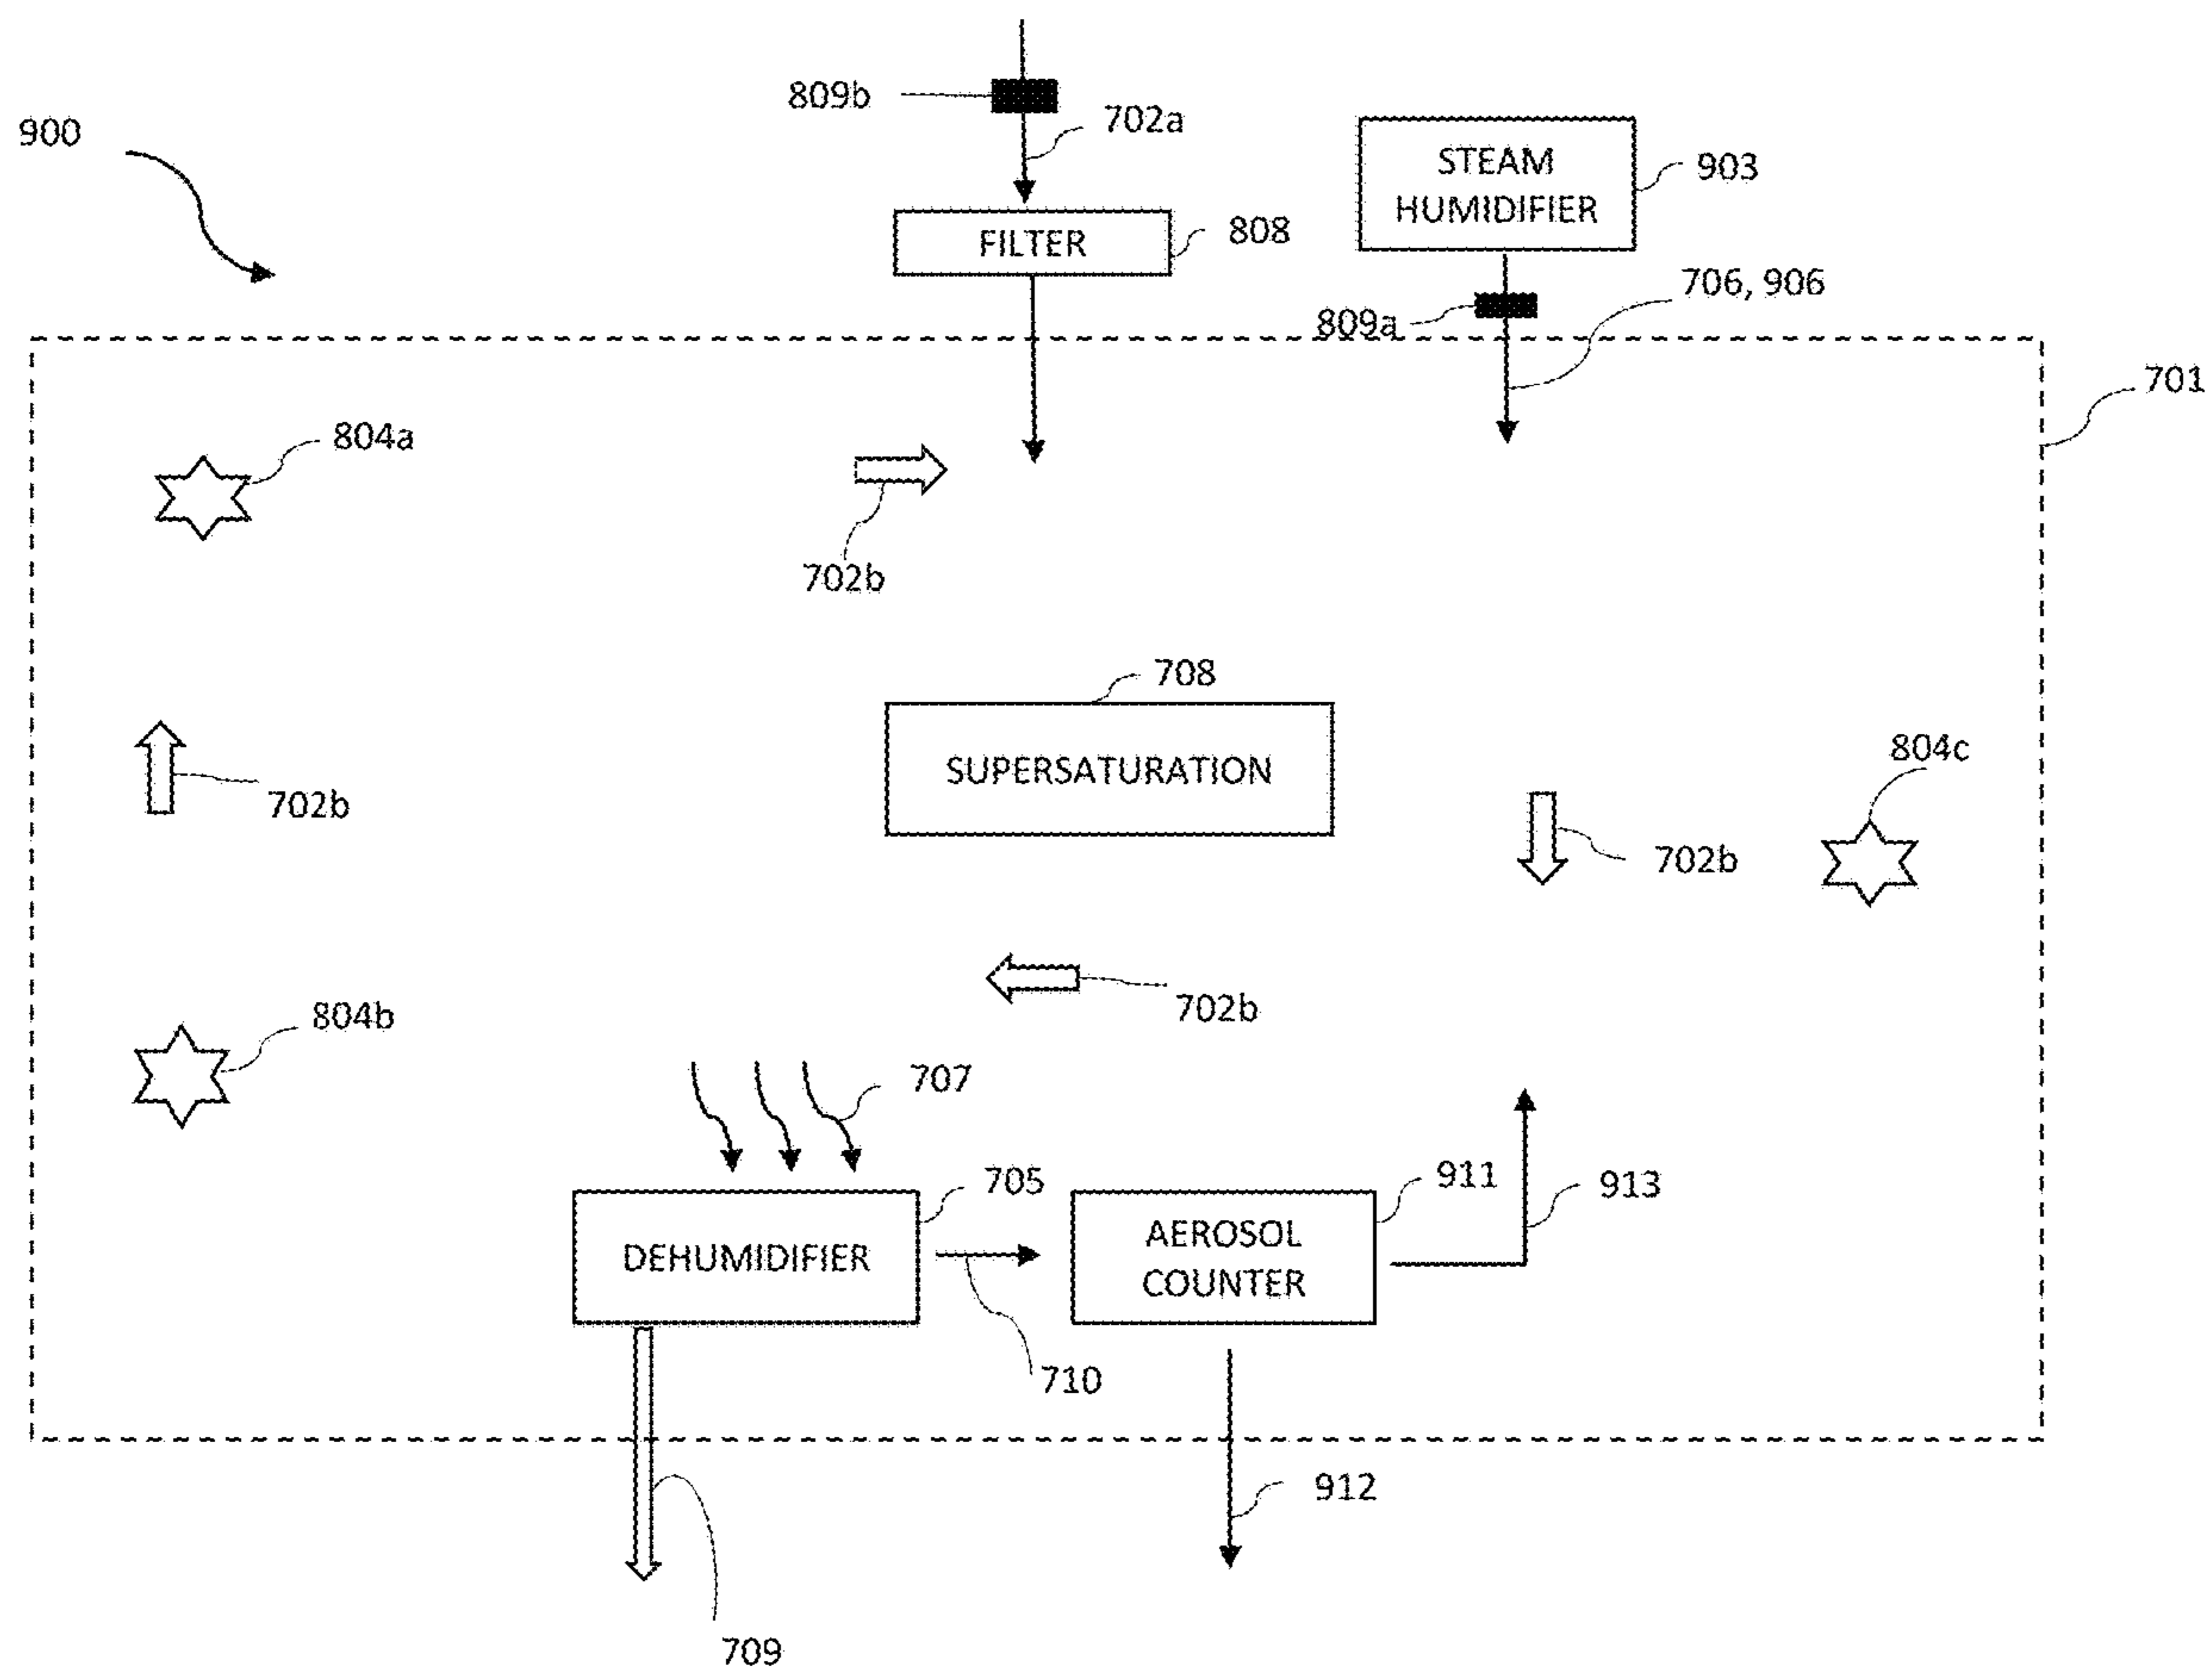 809b
702a
900
STEAM
HUMIDIFIER
903
FILTER
808
706, 906
809a
701
804a
702b
708
SUPERSATURATION
804c
702b
702b
702b
804b
707
705
911
913
DEHUMIDIFIER
AEROSOL
COUNTER
710
912
709